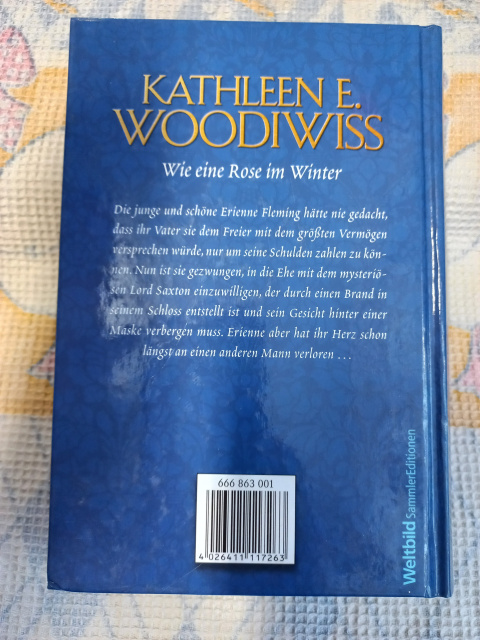 KATHLEEN E.
WOODIWISS
Wie eine Rose im Winter
Die junge und schöne Erienne Fleming hätte nie gedacht,
dass ihr Vater sie dem Freier mit dem größten Vermögen
versprechen würde, nur um seine Schulden zahlen zu kön-
nen. Nun ist sie gezwungen, in die Ehe mit dem mysteriö-
sen Lord Saxton einzuwilligen, der durch einen Brand in
seinem Schloss entstellt ist und sein Gesicht hinter einer
Maske verbergen muss. Erienne aber hat ihr Herz schon
längst an einen anderen Mann verloren ...
666 863 001
4 026411 117263
Weltbild SammlerEditionen